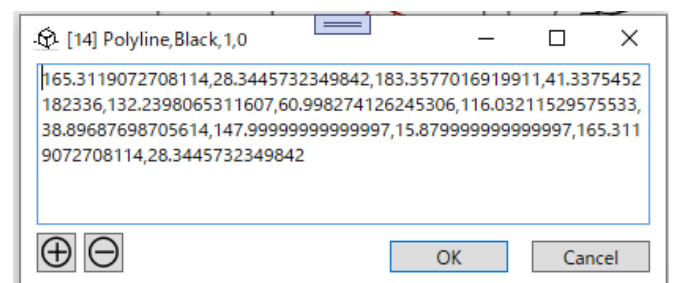 [14] Polyline,Black,1,0
165.3119072708114,28.3445732349842,183.3577016919911,41.3375452
182336,132.2398065311607,60.998274126245306,116.03211529575533,
38.89687698705614,147.99999999999997,15.879999999999997,165.311
9072708114,28.3445732349842
OK Cancel